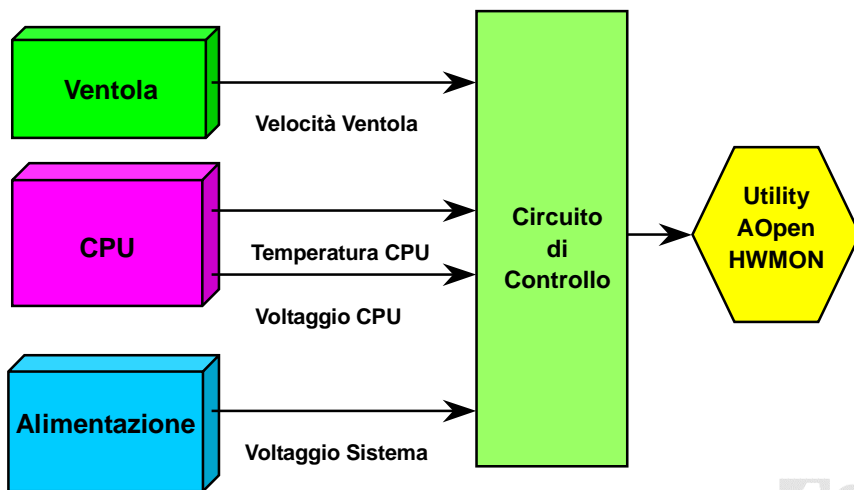 Ventola
Velocità Ventola
CPU
Temperatura CPU
Voltaggio CPU
Alimentazione
Voltaggio Sistema
Circuito
di
Controllo
Utility
AOpen
HWMON